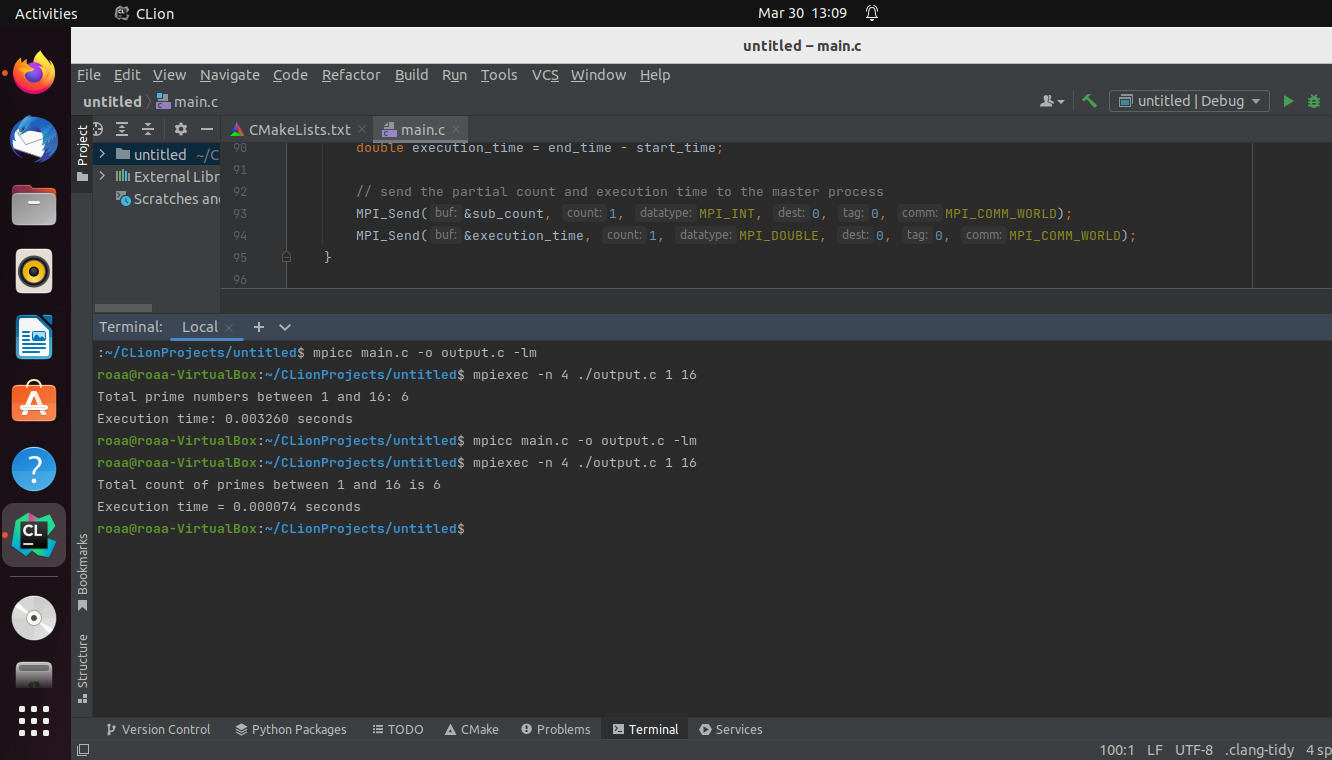 Activities CLion Mar 30 13:09
untitled – main.c
File Edit View Navigate Code Refactor Build Run Tools VCS Window Help
untitled main.c untitled | Debug
Project
CMakeLists.txt main.c
untitled ~/C
External Libr
Scratches and
90 double execution_time = end_time - start_time;
91
92 // send the partial count and execution time to the master process
93 MPI_Send( buf: &sub_count, count: 1, datatype: MPI_INT, dest: 0, tag: 0, comm: MPI_COMM_WORLD);
94 MPI_Send( buf: &execution_time, count: 1, datatype: MPI_DOUBLE, dest: 0, tag: 0, comm: MPI_COMM_WORLD);
95 }
96
Terminal: Local
:~/CLionProjects/untitled$ mpicc main.c -o output.c -lm
roaa@roaa-VirtualBox:~/CLionProjects/untitled$ mpiexec -n 4 ./output.c 1 16
Total prime numbers between 1 and 16: 6
Execution time: 0.003260 seconds
roaa@roaa-VirtualBox:~/CLionProjects/untitled$ mpicc main.c -o output.c -lm
roaa@roaa-VirtualBox:~/CLionProjects/untitled$ mpiexec -n 4 ./output.c 1 16
Total count of primes between 1 and 16 is 6
Execution time = 0.000074 seconds
roaa@roaa-VirtualBox:~/CLionProjects/untitled$
CL
Bookmarks
Structure
Version Control Python Packages TODO CMake Problems Terminal Services
100:1 LF UTF-8 .clang-tidy 4 sp